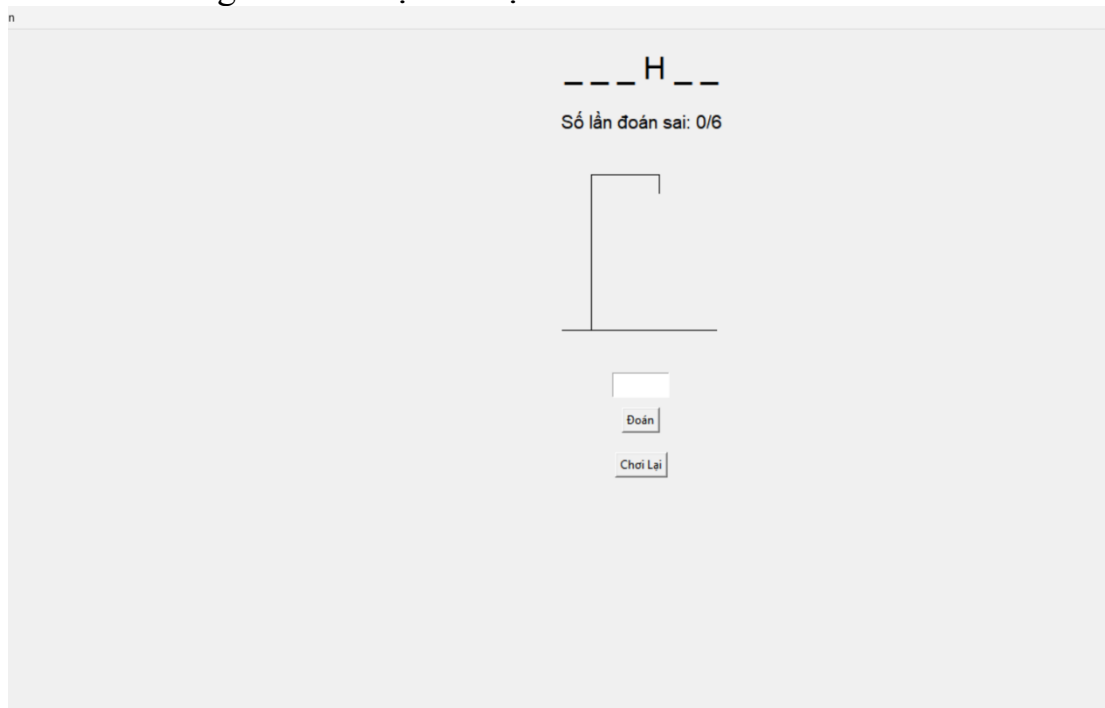 n
_ _ _ H _ _
Số lần đoán sai: 0/6
Đoán
Chơi Lại